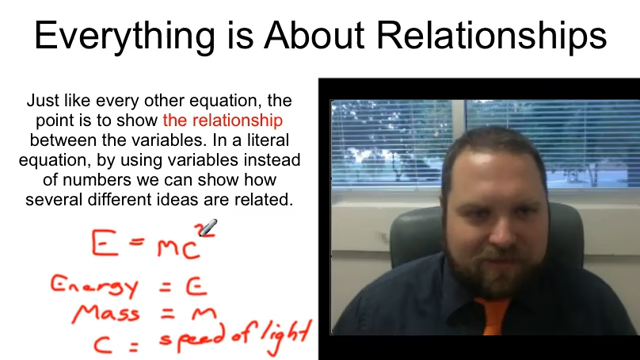 Everything is About Relationships
Just like every other equation, the
point is to show the relationship
between the variables. In a literal
equation, by using variables instead
of numbers we can show how
several different ideas are related.
E = mc²
Energy = E
Mass = m
C = speed of light